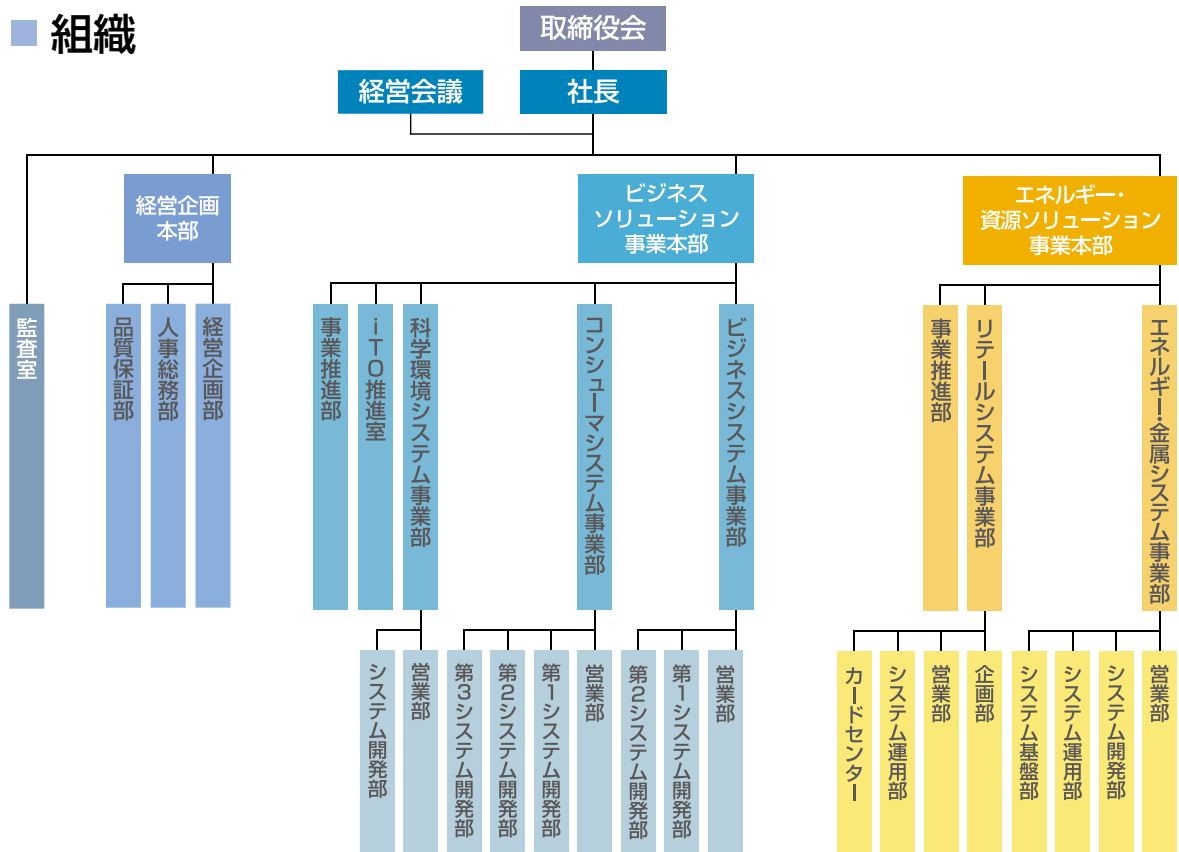 組織
取締役会
経営会議
社長
経営企画
本部
ビジネス
ソリューション
事業本部
エネルギー・
資源ソリューション
事業本部
監査室
品質保証部
人事総務部
経営企画部
事業推進部
iTO推進室
科学環境システム事業部
コンシューマシステム事業部
ビジネスシステム事業部
事業推進部
リテールシステム事業部
エネルギー・金属システム事業部
システム開発部
営業部
第3システム開発部
第2システム開発部
第1システム開発部
営業部
第2システム開発部
第1システム開発部
営業部
カードセンター
システム運用部
営業部
企画部
システム基盤部
システム運用部
システム開発部
営業部